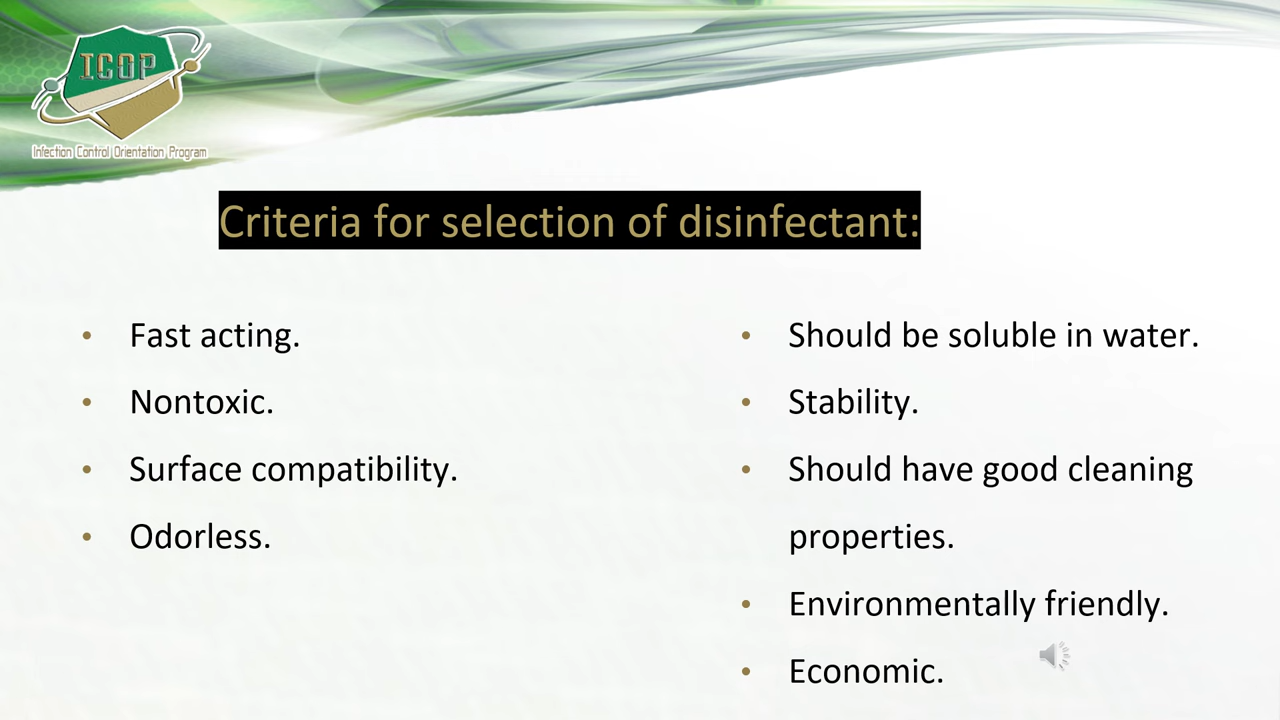 ICOP
Infection Control Orientation Program
Criteria for selection of disinfectant:
• Fast acting.
• Nontoxic.
• Surface compatibility.
• Odorless.
• Should be soluble in water.
• Stability.
• Should have good cleaning
properties.
• Environmentally friendly.
• Economic.